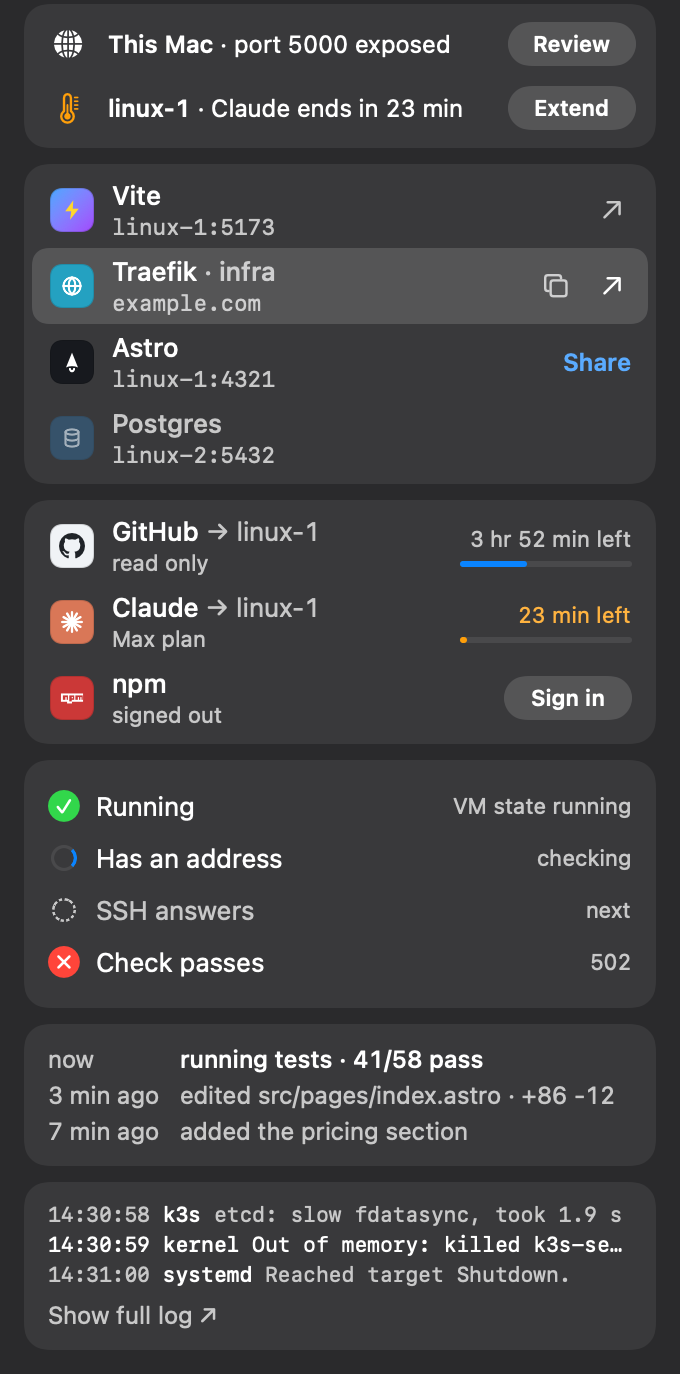 This Mac · port 5000 exposed
Review
linux-1 · Claude ends in 23 min
Extend
Vite
linux-1:5173
Traefik · infra
example.com
Astro
linux-1:4321
Share
Postgres
linux-2:5432
GitHub → linux-1
read only
3 hr 52 min left
Claude → linux-1
Max plan
23 min left
npm
npm
signed out
Sign in
Running
VM state running
Has an address
checking
SSH answers
next
Check passes
502
now running tests · 41/58 pass
3 min ago edited src/pages/index.astro · +86 -12
7 min ago added the pricing section
14:30:58 k3s etcd: slow fdatasync, took 1.9 s
14:30:59 kernel Out of memory: killed k3s-se…
14:31:00 systemd Reached target Shutdown.
Show full log ↗